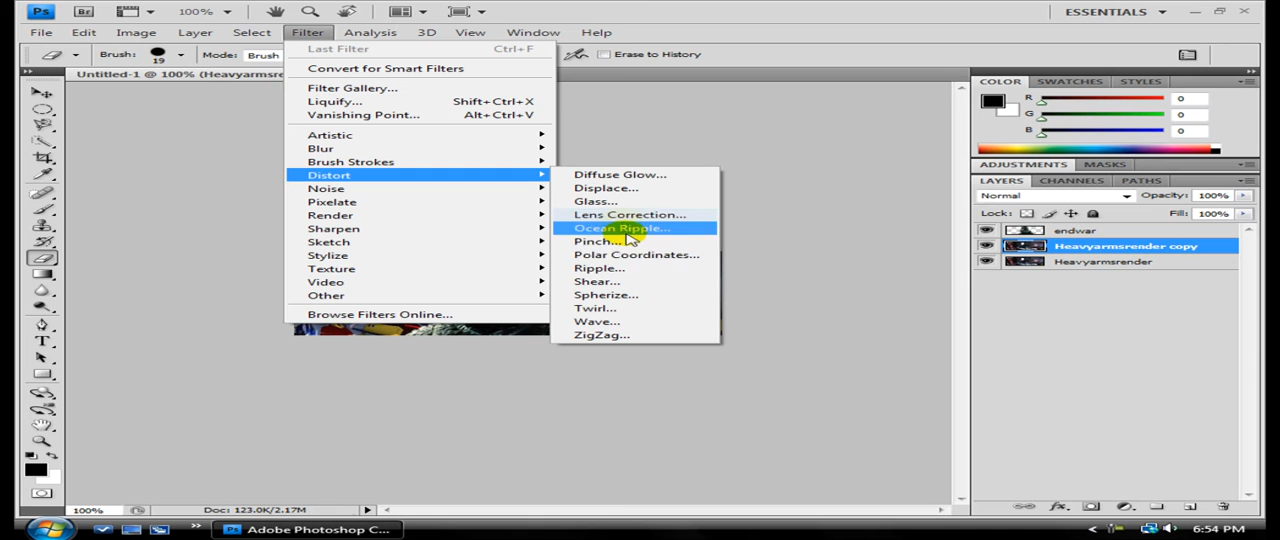 Ps Br 100% ESSENTIALS
File Edit Image Layer Select Filter Analysis 3D View Window Help
Brush: 19 Mode: Brush Erase to History
Untitled-1 @ 100% (Heavyarmsre
Last Filter Ctrl+F
Convert for Smart Filters
Filter Gallery...
Liquify... Shift+Ctrl+X
Vanishing Point... Alt+Ctrl+V
Artistic
Blur
Brush Strokes
Distort
Noise
Pixelate
Render
Sharpen
Sketch
Stylize
Texture
Video
Other
Browse Filters Online...
Diffuse Glow...
Displace...
Glass...
Lens Correction...
Ocean Ripple...
Pinch...
Polar Coordinates...
Ripple...
Shear...
Spherize...
Twirl...
Wave...
ZigZag...
COLOR SWATCHES STYLES
R 0
G 0
B 0
ADJUSTMENTS MASKS
LAYERS CHANNELS PATHS
Normal Opacity: 100%
Lock: Fill: 100%
endwar
Heavyarmsrender copy
Heavyarmsrender
100% Doc: 123.0K/2.17M
Ps Adobe Photoshop C... 6:54 PM